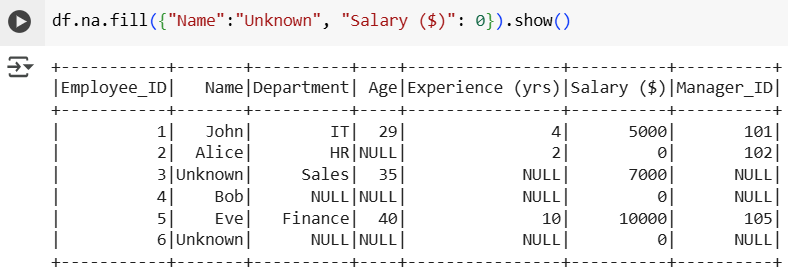 df.na.fill({"Name":"Unknown", "Salary ($)": 0}).show()
+-----------+-------+----------+----+----------------+----------+----------+
|Employee_ID|   Name|Department| Age|Experience (yrs)|Salary ($)|Manager_ID|
+-----------+-------+----------+----+----------------+----------+----------+
|          1|   John|        IT|  29|               4|      5000|       101|
|          2|  Alice|        HR|NULL|               2|         0|       102|
|          3|Unknown|     Sales|  35|            NULL|      7000|      NULL|
|          4|    Bob|      NULL|NULL|            NULL|         0|      NULL|
|          5|    Eve|   Finance|  40|              10|     10000|       105|
|          6|Unknown|      NULL|NULL|            NULL|         0|      NULL|
+-----------+-------+----------+----+----------------+----------+----------+